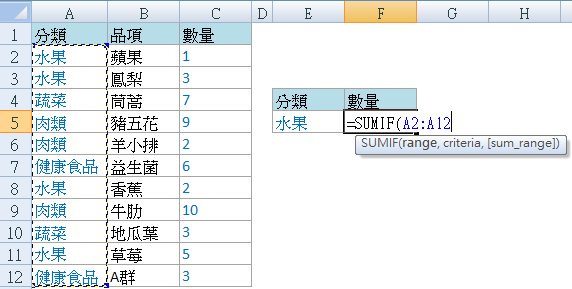 A B C D E F G H
1 分類 品項 數量
2 水果 蘋果 1
3 水果 鳳梨 3
4 蔬菜 茼蒿 7 分類 數量
5 肉類 豬五花 9 水果 =SUMIF(A2:A12
6 肉類 羊小排 2 SUMIF(range, criteria, [sum_range])
7 健康食品 益生菌 6
8 水果 香蕉 2
9 肉類 牛肋 10
10 蔬菜 地瓜葉 3
11 水果 草莓 5
12 健康食品 A群 3